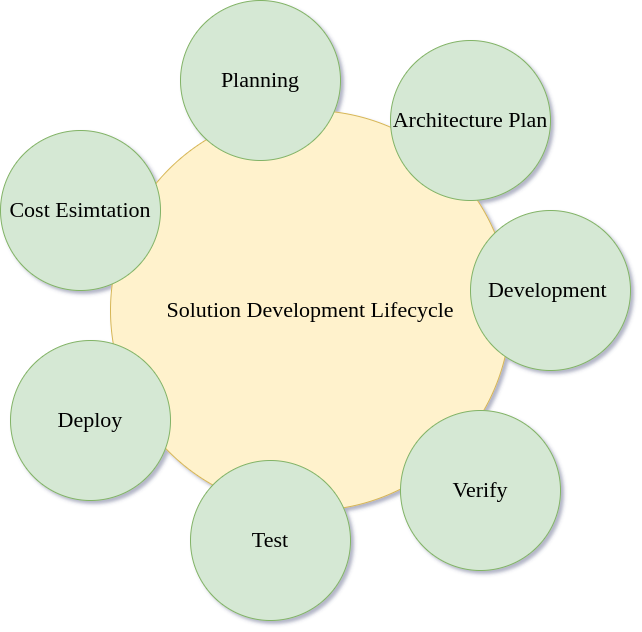 Planning
Architecture Plan
Cost Esimtation
Development
Solution Development Lifecycle
Deploy
Verify
Test